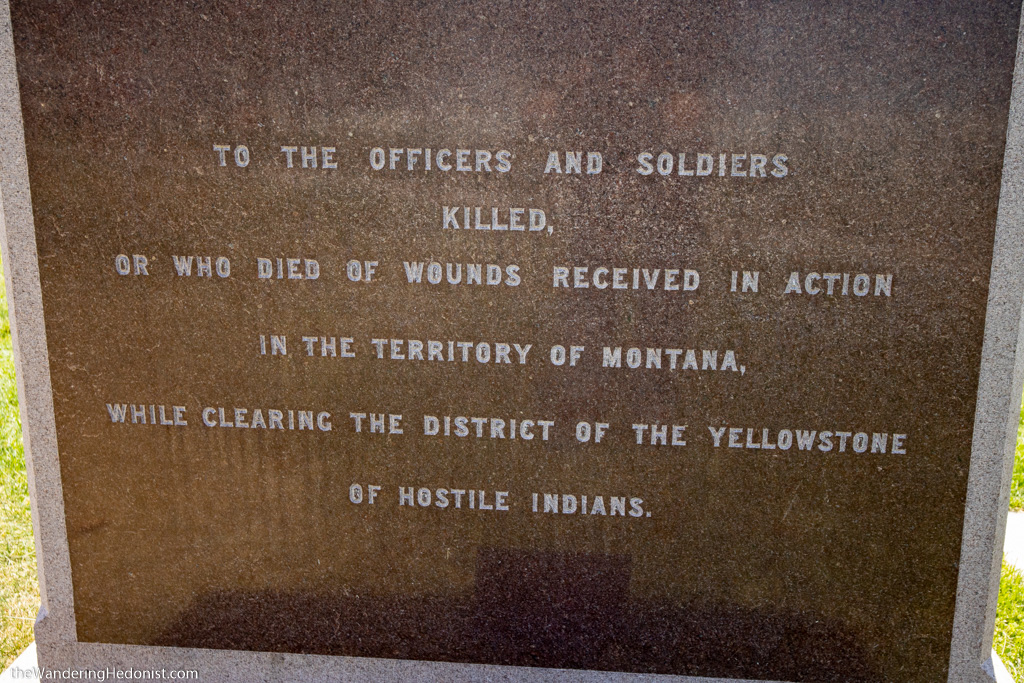 TO THE OFFICERS AND SOLDIERS
KILLED,
OR WHO DIED OF WOUNDS RECEIVED IN ACTION
IN THE TERRITORY OF MONTANA,
WHILE CLEARING THE DISTRICT OF THE YELLOWSTONE
OF HOSTILE INDIANS.
theWanderingHedonist.com